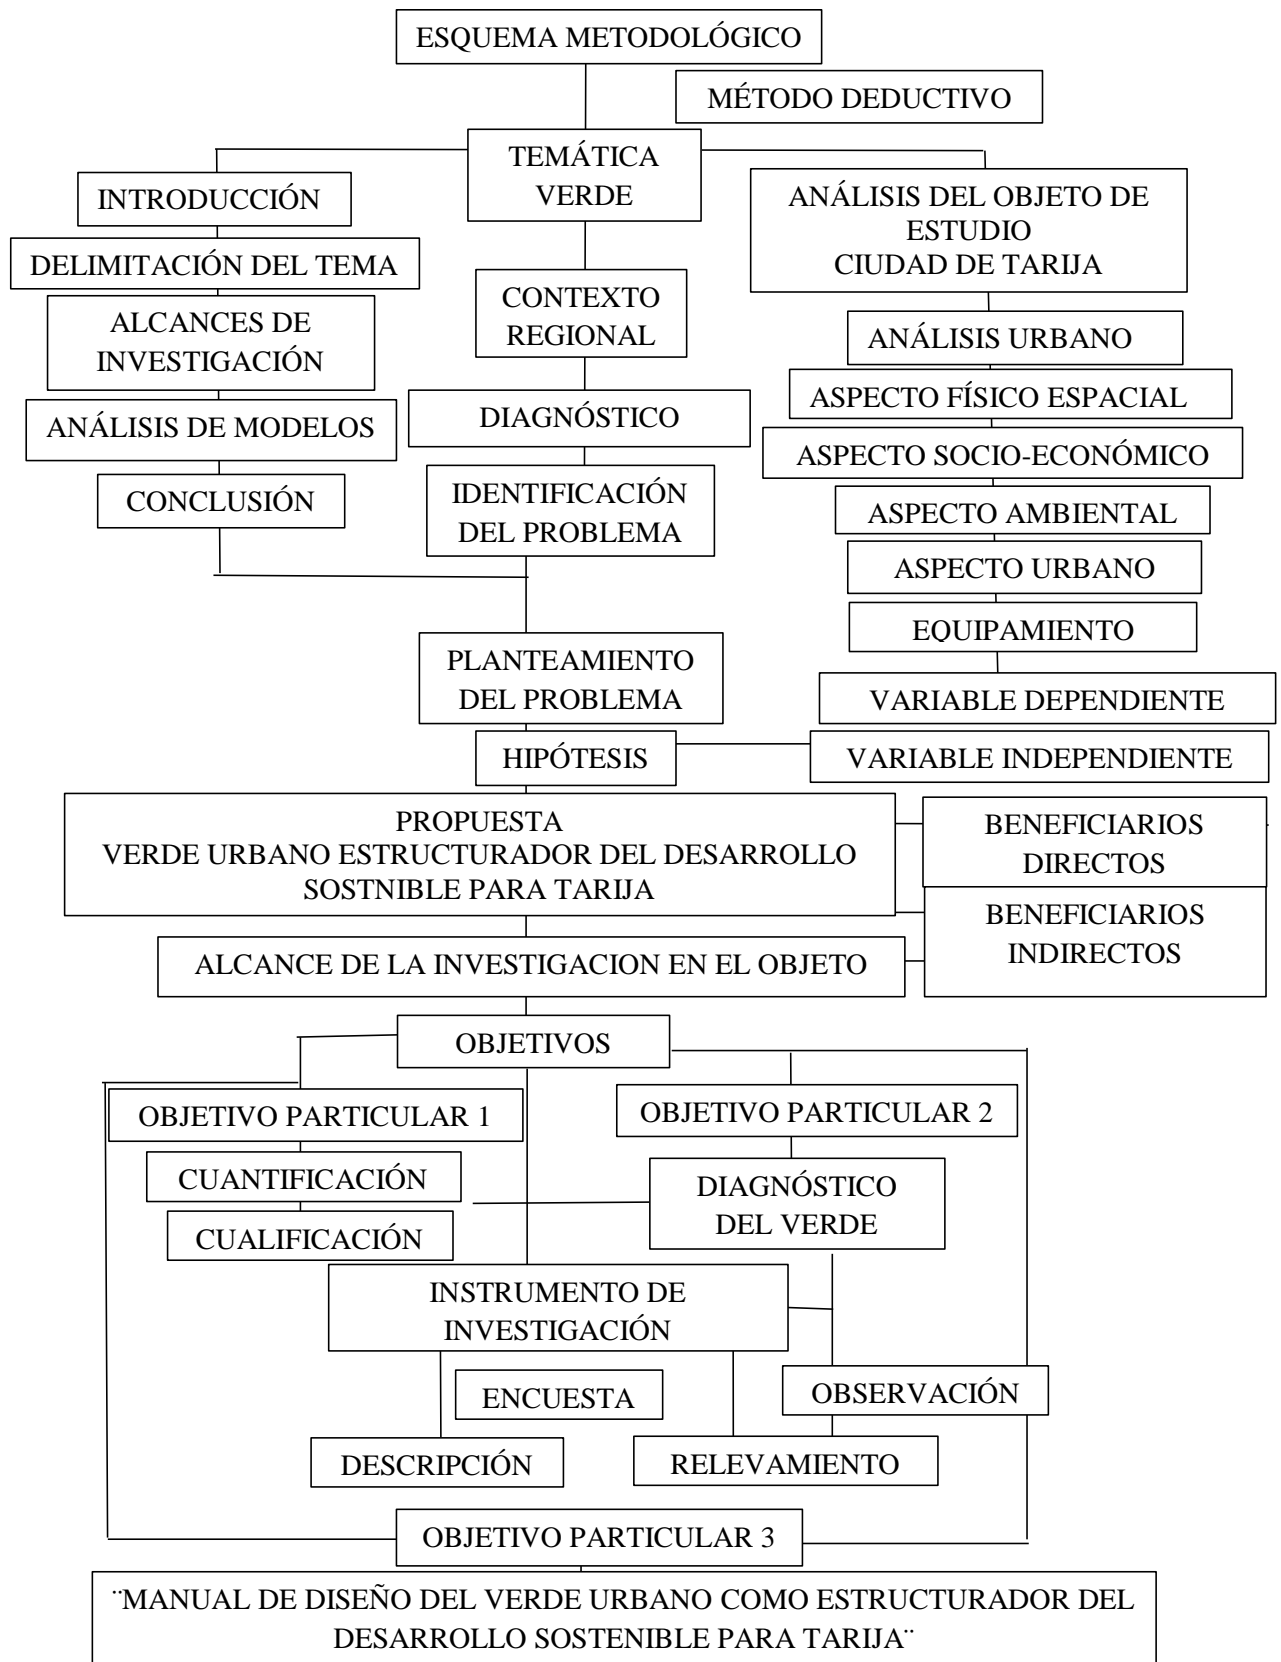 ESQUEMA METODOLÓGICO
MÉTODO DEDUCTIVO
TEMÁTICA
VERDE
INTRODUCCIÓN
DELIMITACIÓN DEL TEMA
ALCANCES DE
INVESTIGACIÓN
ANÁLISIS DE MODELOS
CONCLUSIÓN
CONTEXTO
REGIONAL
DIAGNÓSTICO
IDENTIFICACIÓN
DEL PROBLEMA
ANÁLISIS DEL OBJETO DE
ESTUDIO
CIUDAD DE TARIJA
ANÁLISIS URBANO
ASPECTO FÍSICO ESPACIAL
ASPECTO SOCIO-ECONÓMICO
ASPECTO AMBIENTAL
ASPECTO URBANO
EQUIPAMIENTO
VARIABLE DEPENDIENTE
PLANTEAMIENTO
DEL PROBLEMA
HIPÓTESIS
VARIABLE INDEPENDIENTE
PROPUESTA
VERDE URBANO ESTRUCTURADOR DEL DESARROLLO
SOSTNIBLE PARA TARIJA
BENEFICIARIOS
DIRECTOS
BENEFICIARIOS
INDIRECTOS
ALCANCE DE LA INVESTIGACION EN EL OBJETO
OBJETIVOS
OBJETIVO PARTICULAR 1
CUANTIFICACIÓN
CUALIFICACIÓN
OBJETIVO PARTICULAR 2
DIAGNÓSTICO
DEL VERDE
INSTRUMENTO DE
INVESTIGACIÓN
ENCUESTA
OBSERVACIÓN
DESCRIPCIÓN
RELEVAMIENTO
OBJETIVO PARTICULAR 3
¨MANUAL DE DISEÑO DEL VERDE URBANO COMO ESTRUCTURADOR DEL
DESARROLLO SOSTENIBLE PARA TARIJA¨